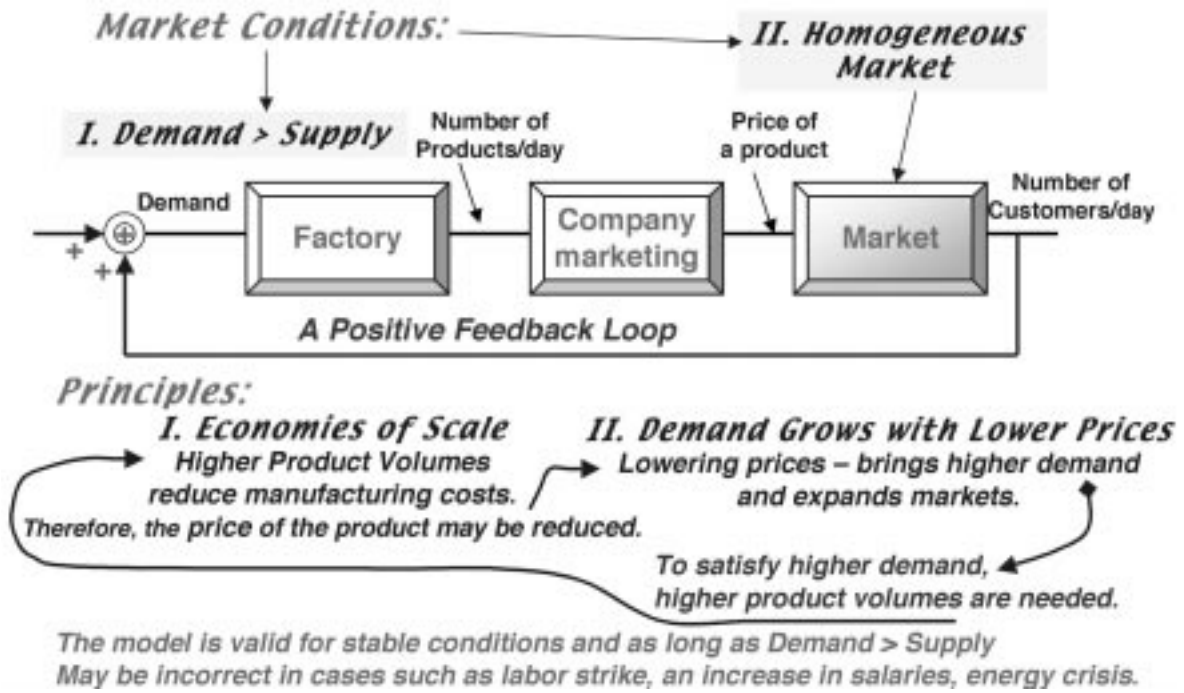 Market Conditions:
II. Homogeneous
Market
I. Demand > Supply
Number of
Products/day
Price of
a product
Number of
Customers/day
Demand
Factory
Company
marketing
Market
+
+
A Positive Feedback Loop
Principles:
I. Economies of Scale
Higher Product Volumes
reduce manufacturing costs.
Therefore, the price of the product may be reduced.
II. Demand Grows with Lower Prices
Lowering prices – brings higher demand
and expands markets.
To satisfy higher demand,
higher product volumes are needed.
The model is valid for stable conditions and as long as Demand > Supply
May be incorrect in cases such as labor strike, an increase in salaries, energy crisis.